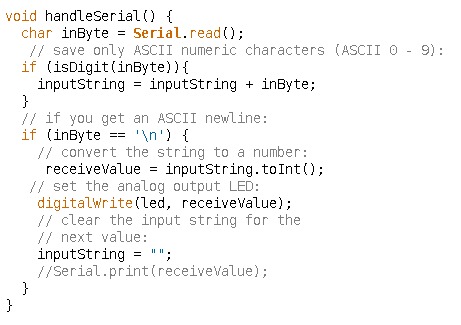 void handleSerial() {
  char inByte = Serial.read();
   // save only ASCII numeric characters (ASCII 0 - 9):
  if (isDigit(inByte)){
    inputString = inputString + inByte;
  }
  // if you get an ASCII newline:
  if (inByte == '\n') {
    // convert the string to a number:
     receiveValue = inputString.toInt();
   // set the analog output LED:
    digitalWrite(led, receiveValue);
    // clear the input string for the
    // next value:
    inputString = "";
    //Serial.print(receiveValue);
  }
}